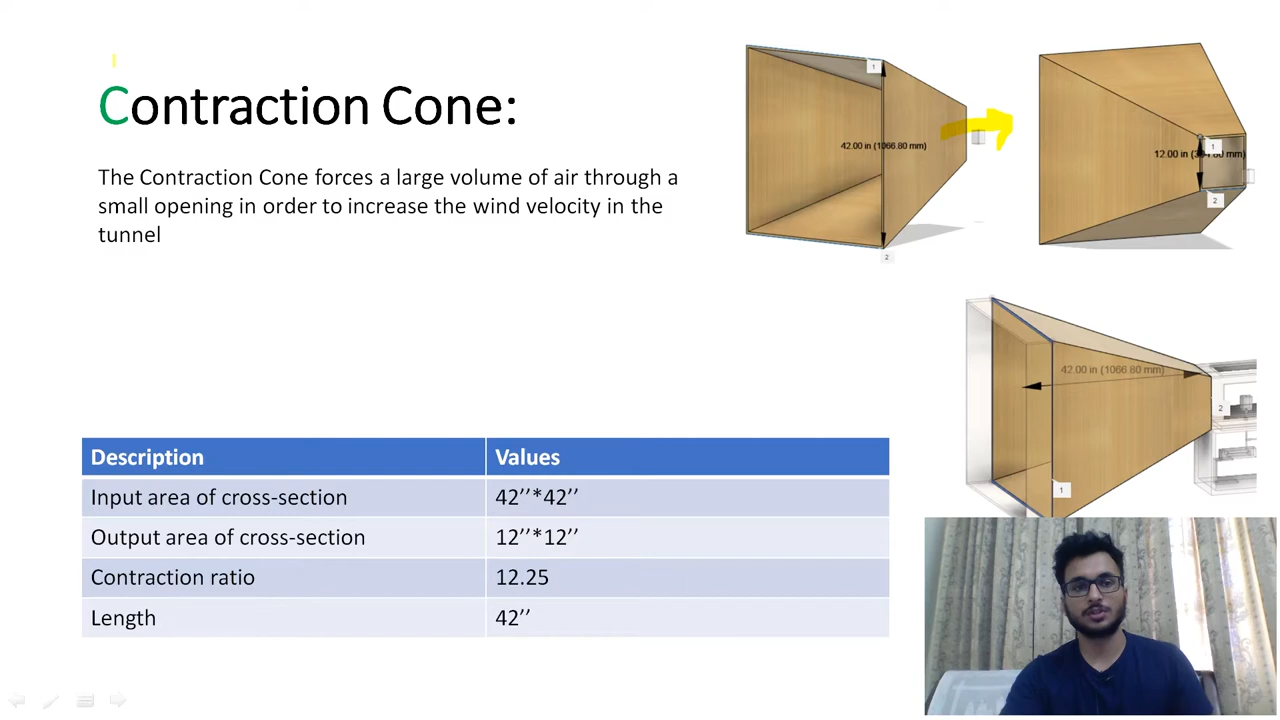 Contraction Cone:
The Contraction Cone forces a large volume of air through a
small opening in order to increase the wind velocity in the
tunnel
1
42.00 in (1066.80 mm)
2
1
12.00 in (304.80 mm)
2
42.00 in (1066.80 mm)
2
1
Description Values
Input area of cross-section 42’’*42’’
Output area of cross-section 12’’*12’’
Contraction ratio 12.25
Length 42’’